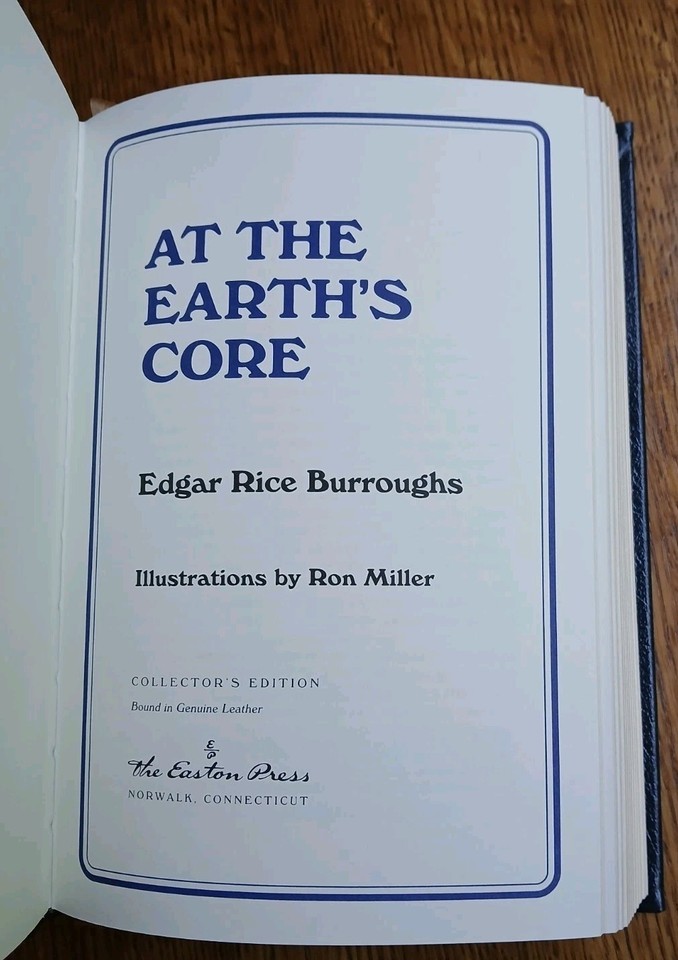 AT THE
EARTH'S
CORE
Edgar Rice Burroughs
Illustrations by Ron Miller
COLLECTOR'S EDITION
Bound in Genuine Leather
E
P
the Easton Press
NORWALK, CONNECTICUT